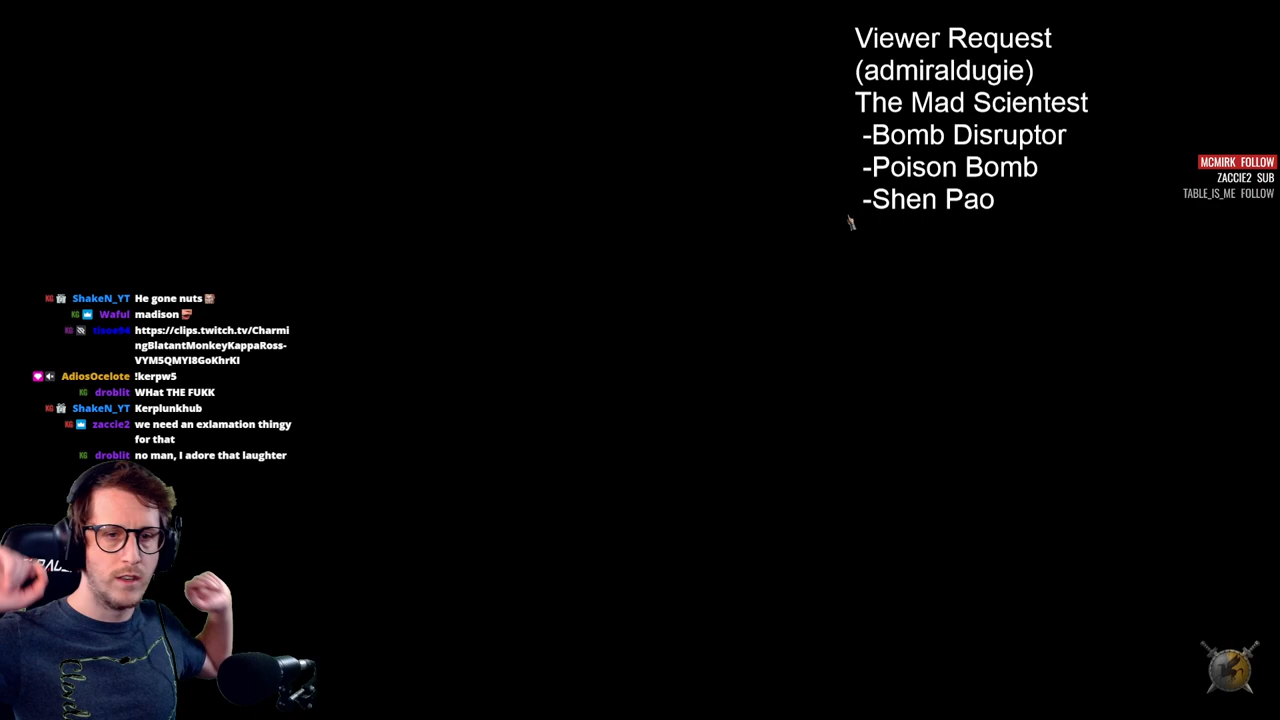 Viewer Request
(admiraldugie)
The Mad Scientest
-Bomb Disruptor
-Poison Bomb
-Shen Pao
MCMIRK FOLLOW
ZACCIE2 SUB
TABLE_IS_ME FOLLOW
ShakeN_YT He gone nuts
Waful madison
https://clips.twitch.tv/Charmi
ngBlatantMonkeyKappaRoss-
VYM5QMYI8GoKhrKI
AdiosOcelote !kerpw5
droblit WHat THE FUKK
ShakeN_YT Kerplunkhub
zaccie2 we need an exlamation thingy
for that
droblit no man, I adore that laughter